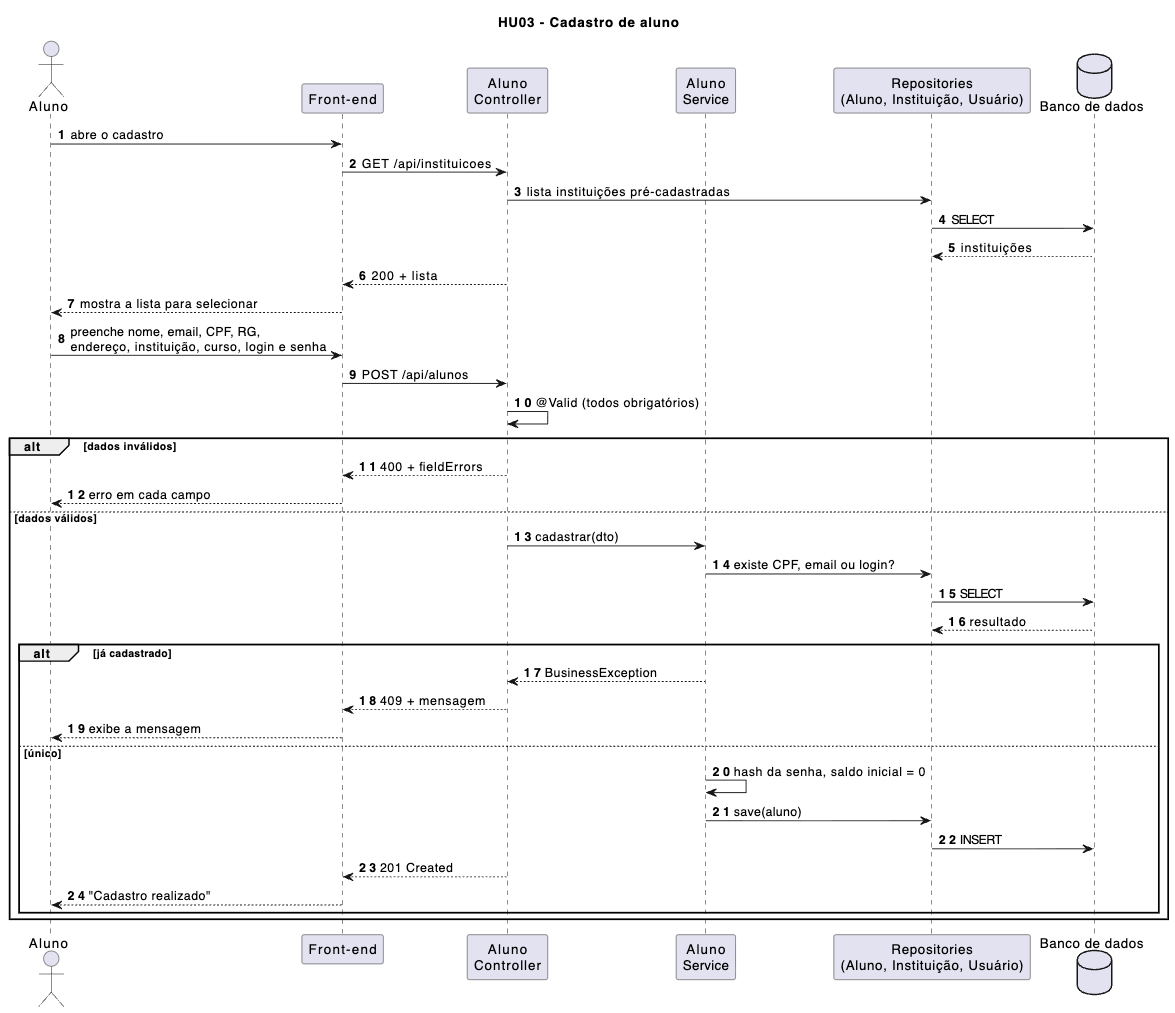 HU03 - Cadastro de aluno
Aluno
Front-end
Aluno
Controller
Aluno
Service
Repositories
(Aluno, Instituição, Usuário)
Banco de dados
1 abre o cadastro
2 GET /api/instituicoes
3 lista instituições pré-cadastradas
4 SELECT
5 instituições
6 200 + lista
7 mostra a lista para selecionar
8 preenche nome, email, CPF, RG,
endereço, instituição, curso, login e senha
9 POST /api/alunos
10 @Valid (todos obrigatórios)
alt [dados inválidos]
11 400 + fieldErrors
12 erro em cada campo
[dados válidos]
13 cadastrar(dto)
14 existe CPF, email ou login?
15 SELECT
16 resultado
alt [já cadastrado]
17 BusinessException
18 409 + mensagem
19 exibe a mensagem
[único]
20 hash da senha, saldo inicial = 0
21 save(aluno)
22 INSERT
23 201 Created
24 "Cadastro realizado"
Aluno
Front-end
Aluno
Controller
Aluno
Service
Repositories
(Aluno, Instituição, Usuário)
Banco de dados